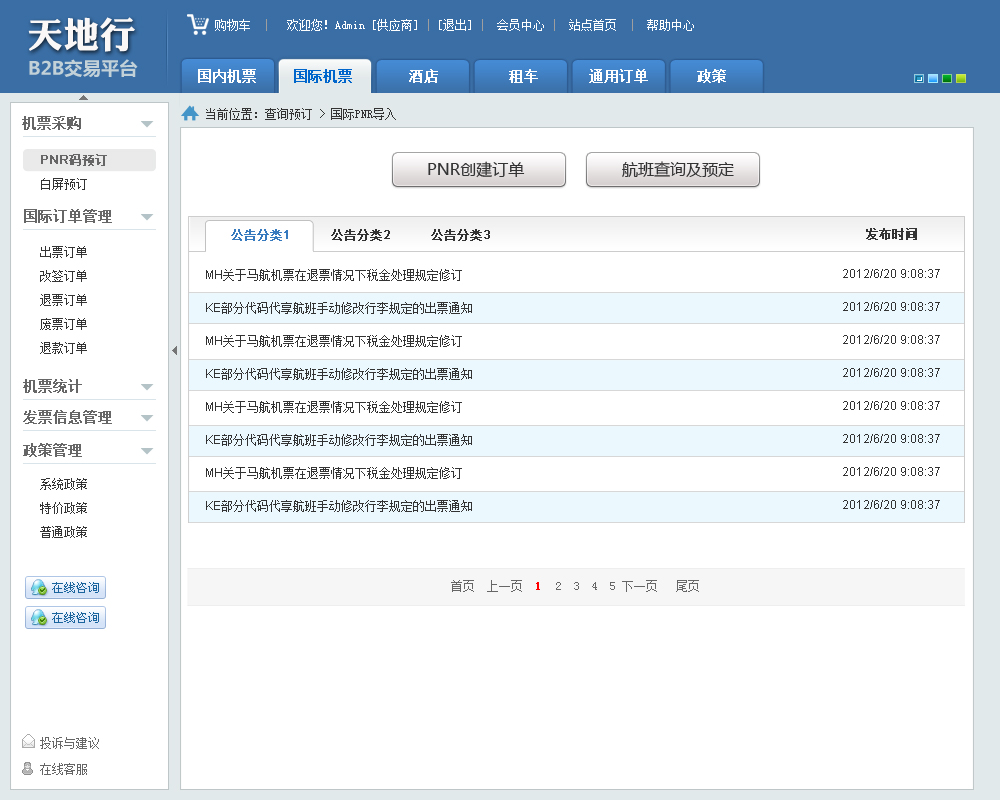 天地行
B2B交易平台
购物车 欢迎您! Admin [供应商] [退出] 会员中心 站点首页 帮助中心
国内机票 国际机票 酒店 租车 通用订单 政策
当前位置：查询预订 > 国际PNR导入
机票采购
PNR码预订
白屏预订
国际订单管理
出票订单
改签订单
退票订单
废票订单
退款订单
机票统计
发票信息管理
政策管理
系统政策
特价政策
普通政策
在线咨询
在线咨询
投诉与建议
在线客服
PNR创建订单 航班查询及预定
公告分类1 公告分类2 公告分类3 发布时间
MH关于马航机票在退票情况下税金处理规定修订 2012/6/20 9:08:37
KE部分代码代享航班手动修改行李规定的出票通知 2012/6/20 9:08:37
MH关于马航机票在退票情况下税金处理规定修订 2012/6/20 9:08:37
KE部分代码代享航班手动修改行李规定的出票通知 2012/6/20 9:08:37
MH关于马航机票在退票情况下税金处理规定修订 2012/6/20 9:08:37
KE部分代码代享航班手动修改行李规定的出票通知 2012/6/20 9:08:37
MH关于马航机票在退票情况下税金处理规定修订 2012/6/20 9:08:37
KE部分代码代享航班手动修改行李规定的出票通知 2012/6/20 9:08:37
首页 上一页 1 2 3 4 5 下一页 尾页